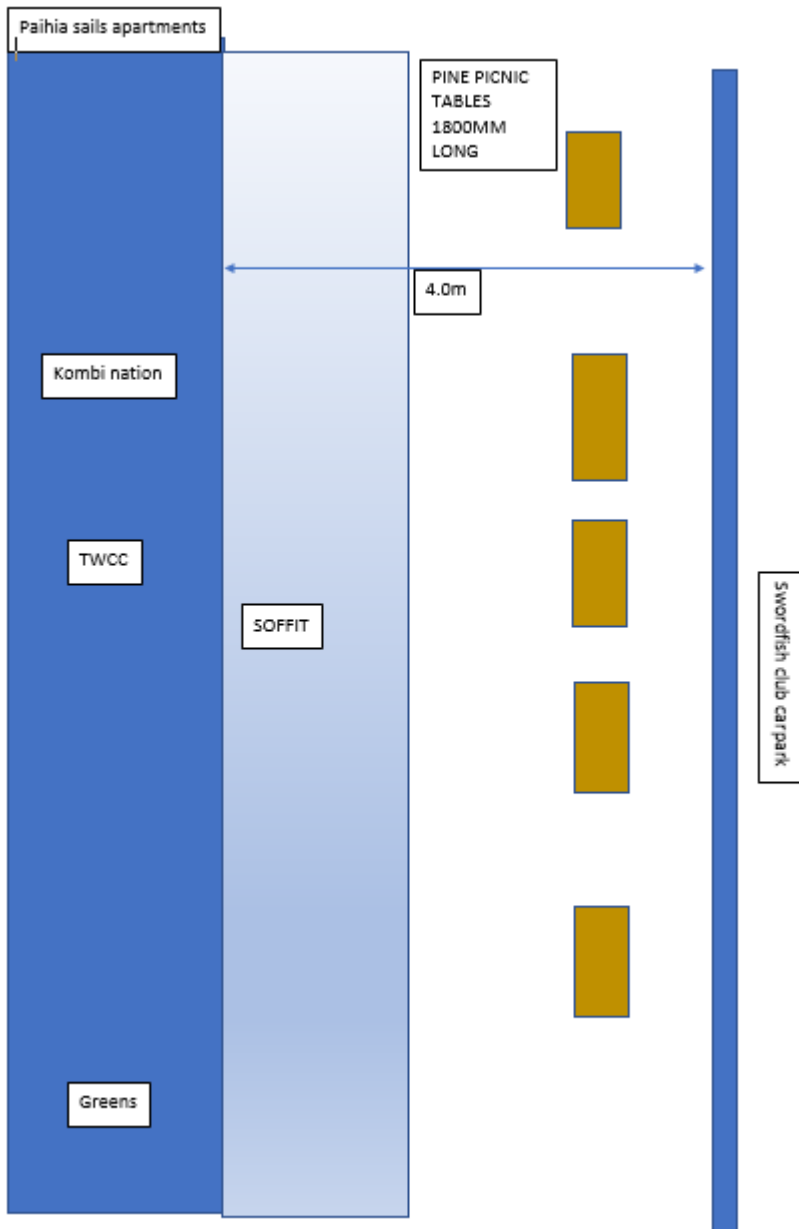 Paihia sails apartments
PINE PICNIC
TABLES
1800MM
LONG
4.0m
Kombi nation
TWCC
SOFFIT
Swordfish club carpark
Greens